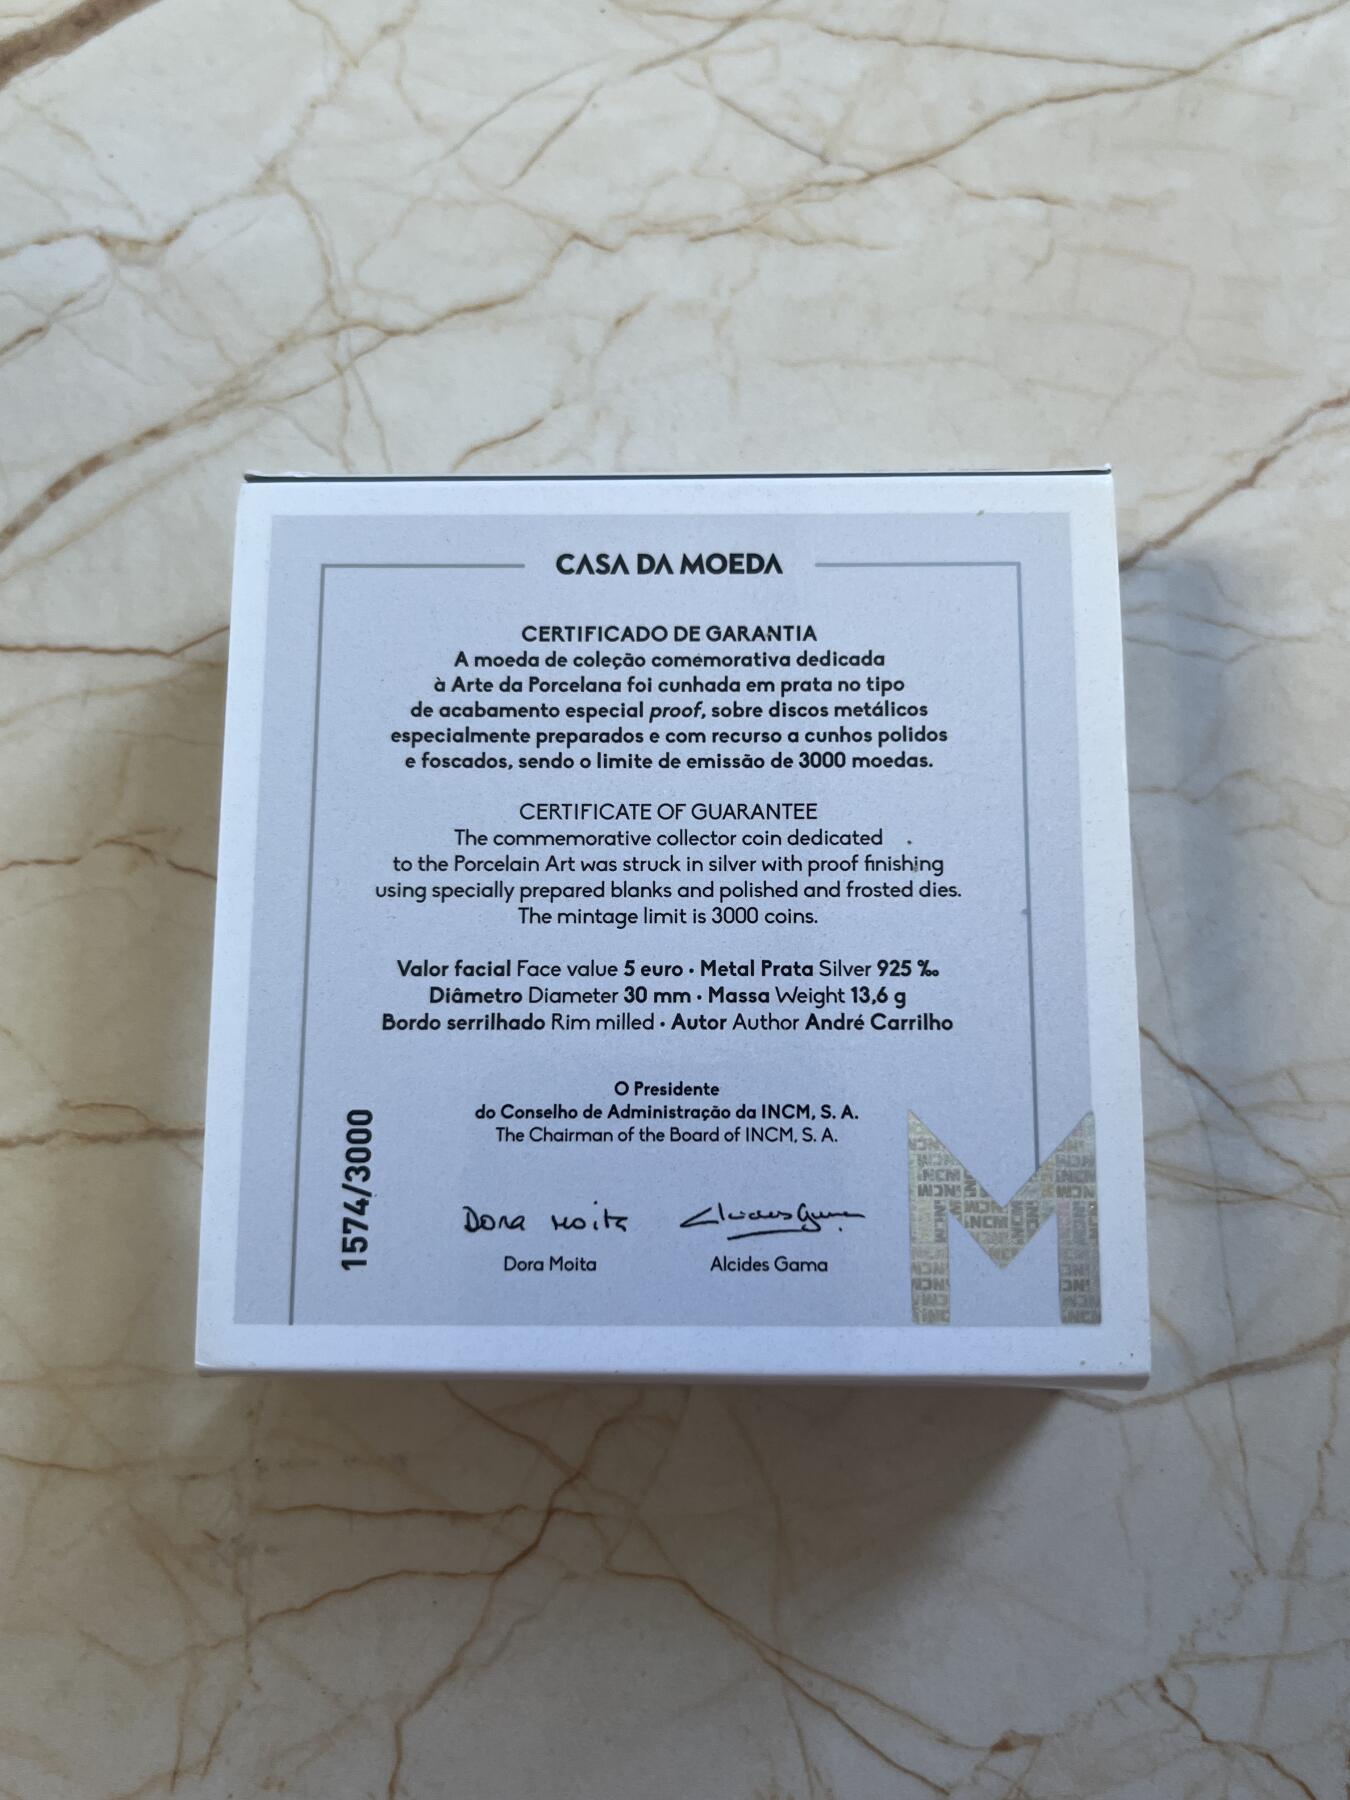 CASA DA MOEDA
CERTIFICADO DE GARANTIA
A moeda de coleção comemorativa dedicada
à Arte da Porcelana foi cunhada em prata no tipo
de acabamento especial proof, sobre discos metálicos
especialmente preparados e com recurso a cunhos polidos
e foscados, sendo o limite de emissão de 3000 moedas.
CERTIFICATE OF GUARANTEE
The commemorative collector coin dedicated
to the Porcelain Art was struck in silver with proof finishing
using specially prepared blanks and polished and frosted dies.
The mintage limit is 3000 coins.
Valor facial Face value 5 euro • Metal Prata Silver 925 ‰
Diâmetro Diameter 30 mm • Massa Weight 13,6 g
Bordo serrilhado Rim milled • Autor Author André Carrilho
O Presidente
do Conselho de Administração da INCM, S. A.
The Chairman of the Board of INCM, S. A.
Dora Moita Alcides Gama
Dora Moita Alcides Gama
1574/3000
M
INCM